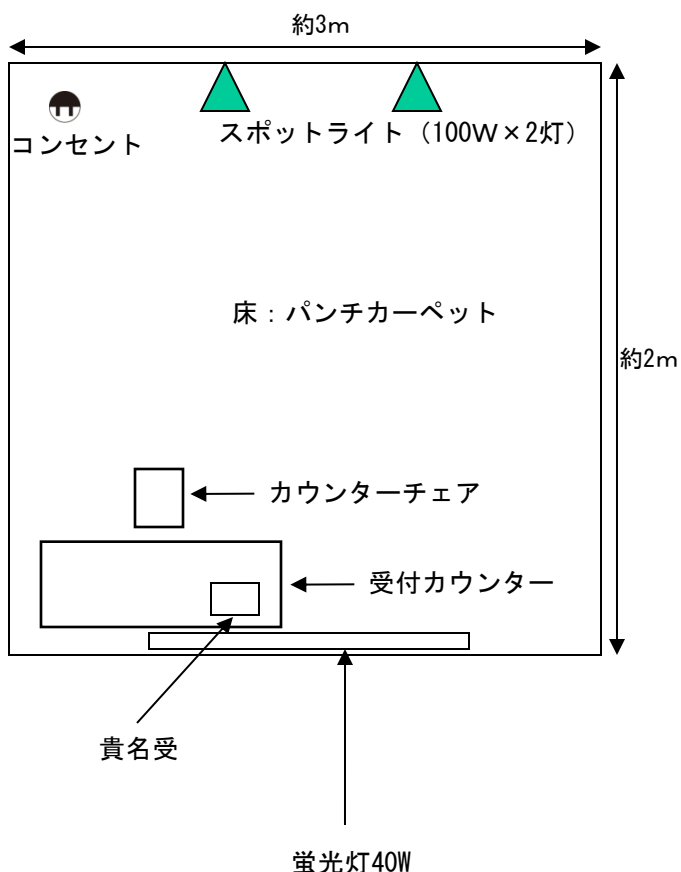 約3ｍ
コンセント
スポットライト（100Ｗ×2灯）
床：パンチカーペット
約2ｍ
カウンターチェア
受付カウンター
貴名受
蛍光灯40W